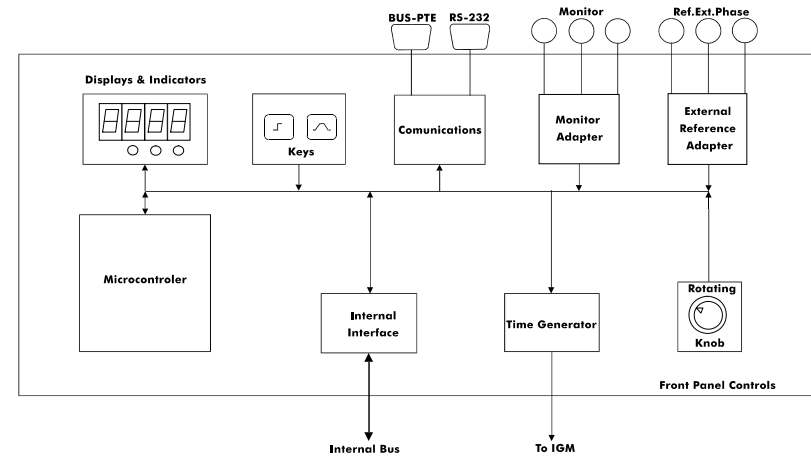 BUS-PTE RS-232 Monitor Ref.Ext.Phase
Displays & Indicators
Keys
Comunications
Monitor
Adapter
External
Reference
Adapter
Microcontroler
Internal
Interface
Time Generator
Rotating
Knob
Front Panel Controls
Internal Bus
To IGM